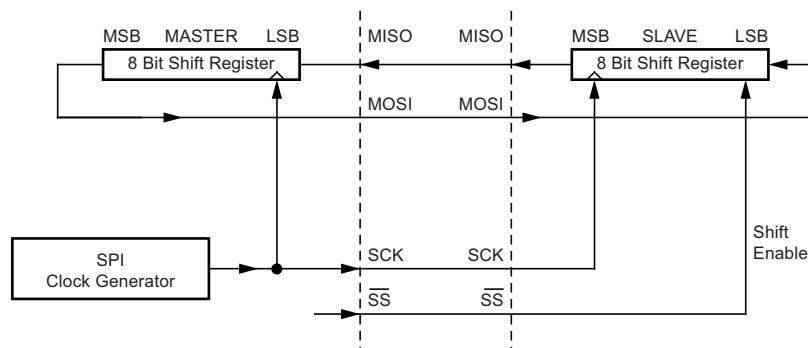 MSB MASTER LSB MISO MISO MSB SLAVE LSB
8 Bit Shift Register 8 Bit Shift Register
MOSI MOSI
SPI
Clock Generator
SCK SCK
Shift
Enable
SS SS